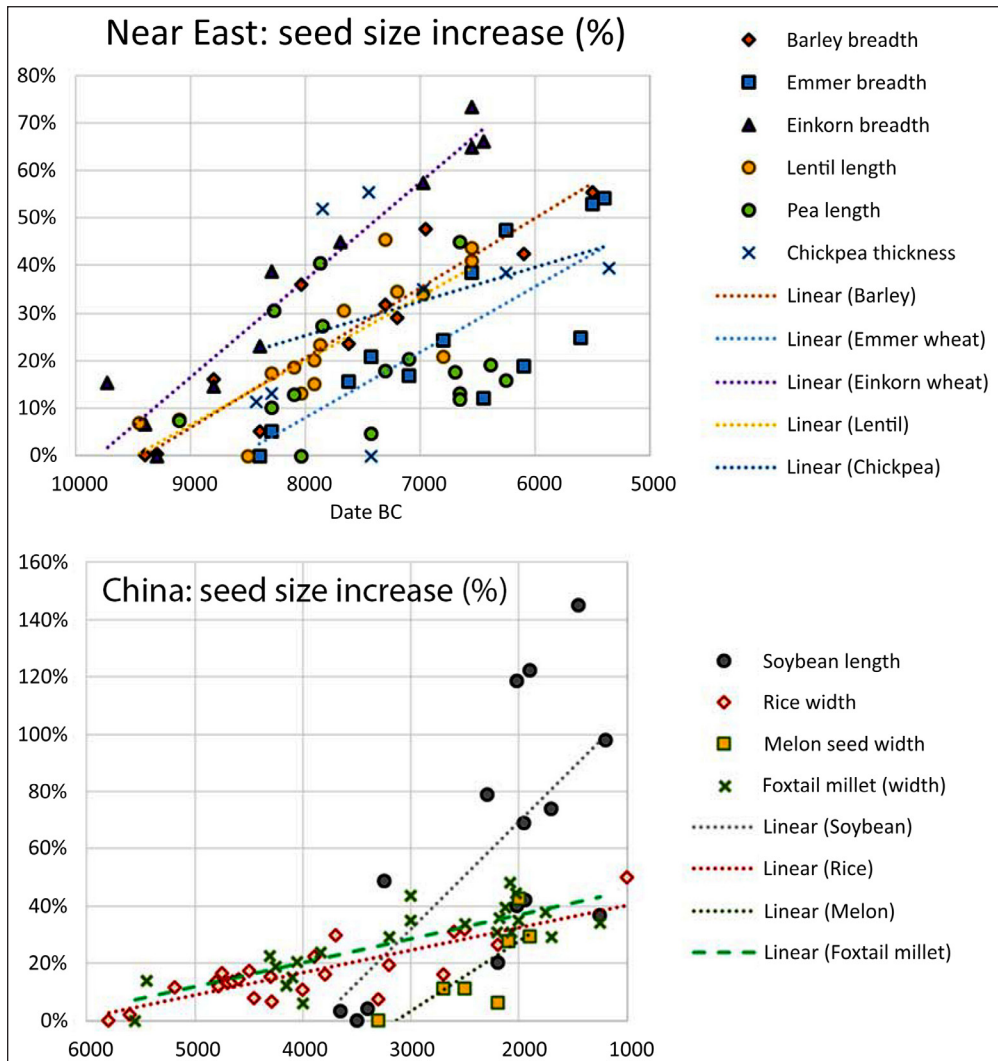 Near East: seed size increase (%)
80%
70%
60%
50%
40%
30%
20%
10%
0%
10000 9000 8000 7000 6000 5000
Date BC
Barley breadth
Emmer breadth
Einkorn breadth
Lentil length
Pea length
Chickpea thickness
Linear (Barley)
Linear (Emmer wheat)
Linear (Einkorn wheat)
Linear (Lentil)
Linear (Chickpea)
China: seed size increase (%)
160%
140%
120%
100%
80%
60%
40%
20%
0%
6000 5000 4000 3000 2000 1000
Soybean length
Rice width
Melon seed width
Foxtail millet (width)
Linear (Soybean)
Linear (Rice)
Linear (Melon)
Linear (Foxtail millet)